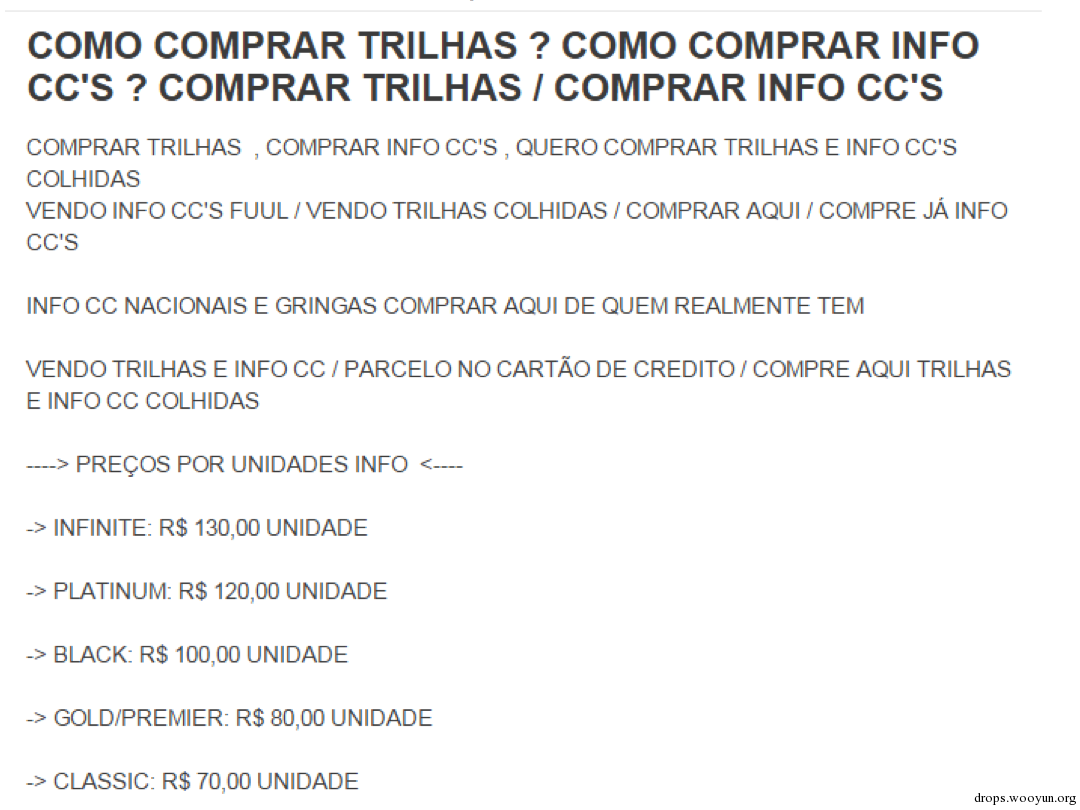 COMO COMPRAR TRILHAS ? COMO COMPRAR INFO
CC'S ? COMPRAR TRILHAS / COMPRAR INFO CC'S
COMPRAR TRILHAS , COMPRAR INFO CC'S , QUERO COMPRAR TRILHAS E INFO CC'S
COLHIDAS
VENDO INFO CC'S FUUL / VENDO TRILHAS COLHIDAS / COMPRAR AQUI / COMPRE JÁ INFO
CC'S
INFO CC NACIONAIS E GRINGAS COMPRAR AQUI DE QUEM REALMENTE TEM
VENDO TRILHAS E INFO CC / PARCELO NO CARTÃO DE CREDITO / COMPRE AQUI TRILHAS
E INFO CC COLHIDAS
----> PREÇOS POR UNIDADES INFO <----
-> INFINITE: R$ 130,00 UNIDADE
-> PLATINUM: R$ 120,00 UNIDADE
-> BLACK: R$ 100,00 UNIDADE
-> GOLD/PREMIER: R$ 80,00 UNIDADE
-> CLASSIC: R$ 70,00 UNIDADE
drops.wooyun.org